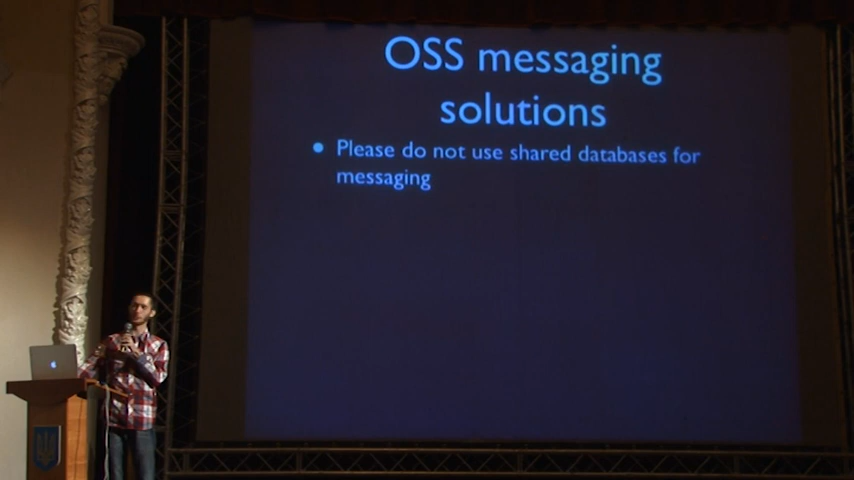 OSS messaging
solutions
• Please do not use shared databases for
messaging